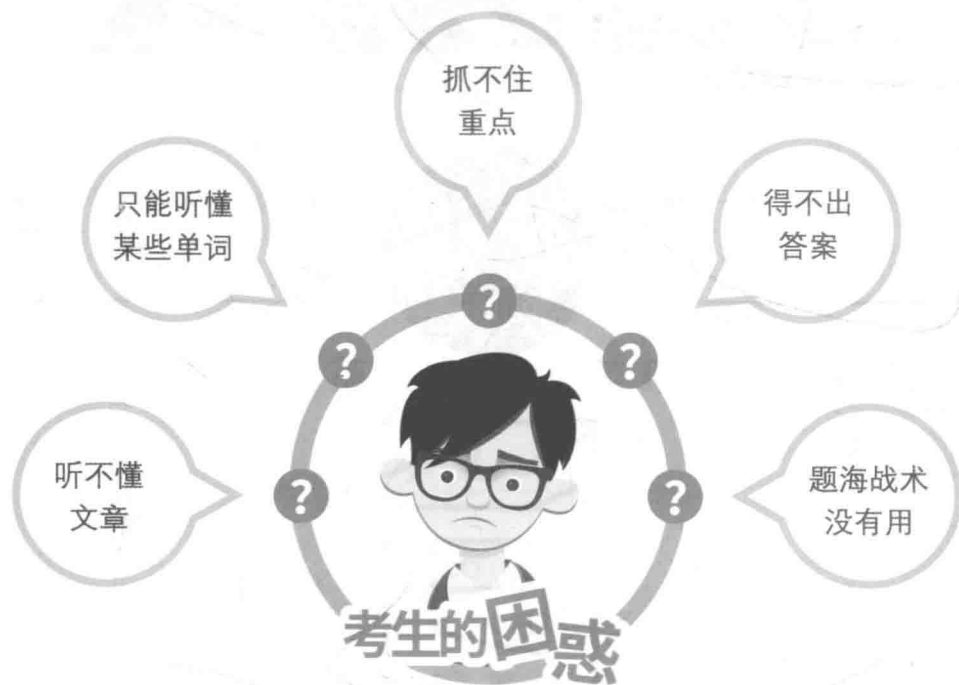 抓不住
重点
只能听懂
某些单词
得不出
答案
?
?
?
听不懂
文章
?
?
题海战术
没有用
考生的困惑